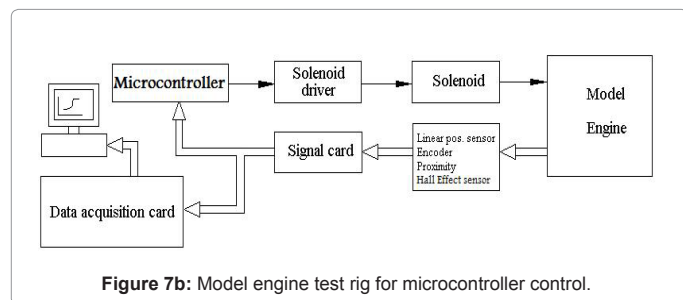 Microcontroller
Solenoid
driver
Solenoid
Model
Engine
Signal card
Linear pos. sensor
Encoder
Proximity
Hall Effect sensor
Data acquisition card
Figure 7b: Model engine test rig for microcontroller control.